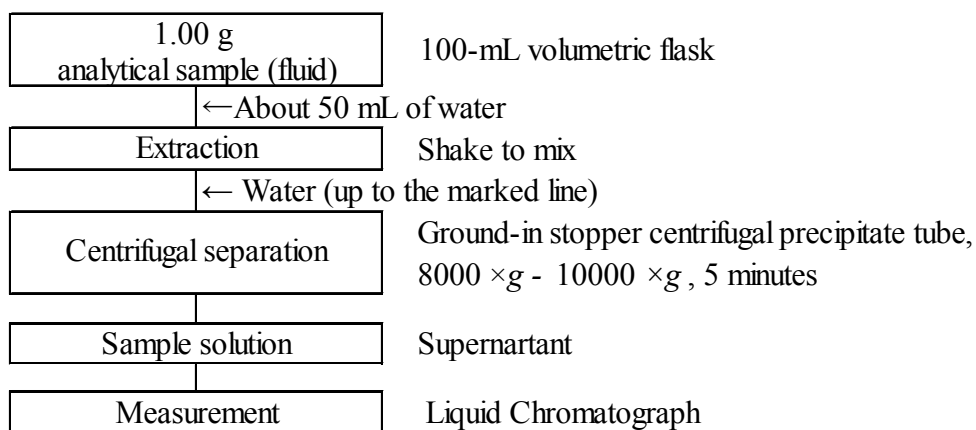 1.00 g
analytical sample (fluid)
100-mL volumetric flask
←About 50 mL of water
Extraction
Shake to mix
← Water (up to the marked line)
Centrifugal separation
Ground-in stopper centrifugal precipitate tube,
8000 ×g - 10000 ×g , 5 minutes
Sample solution
Supernartant
Measurement
Liquid Chromatograph